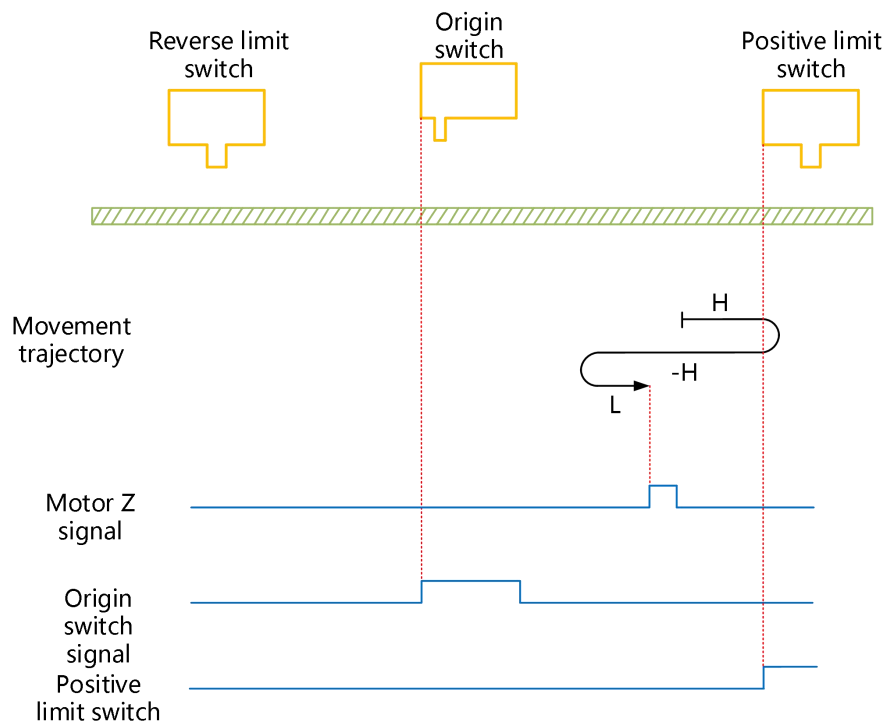 Reverse limit
switch
Origin
switch
Positive limit
switch
Movement
trajectory
H
-H
L
Motor Z
signal
Origin
switch
signal
Positive
limit switch